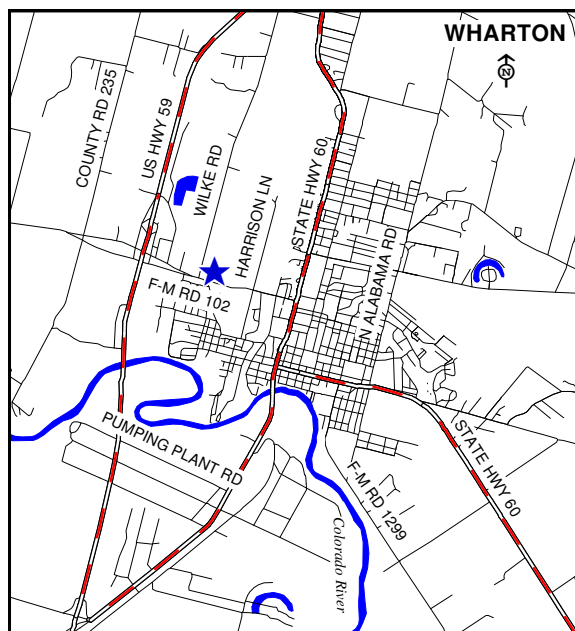 WHARTON
N
COUNTY RD 235
US HWY 59
WILKE RD
HARRISON LN
STATE HWY 60
N ALABAMA RD
F-M RD 102
PUMPING PLANT RD
STATE HWY 60
F-M RD 1299
Colorado River